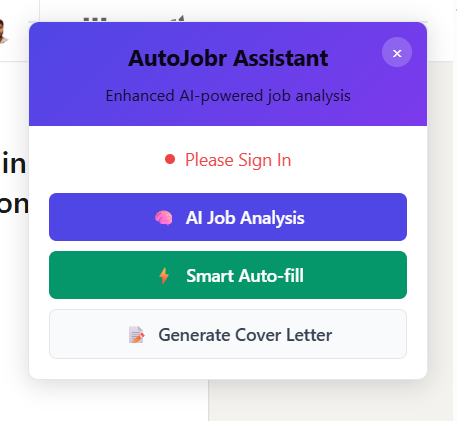 AutoJobr Assistant
×
Enhanced AI-powered job analysis
Please Sign In
in
AI Job Analysis
on
Smart Auto-fill
Generate Cover Letter